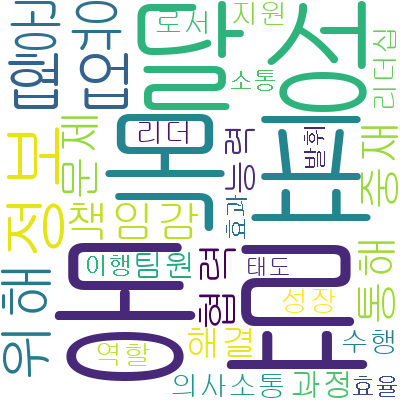 공유
협업
달성
로서
지원
소통
리더십
정보
문제
목표
리더
능력
발휘
중재
책임감
효과
위해
동료
이행
팀원
협력
태도
통해
성장
역할
해결
수행
의사소통
과정
효율